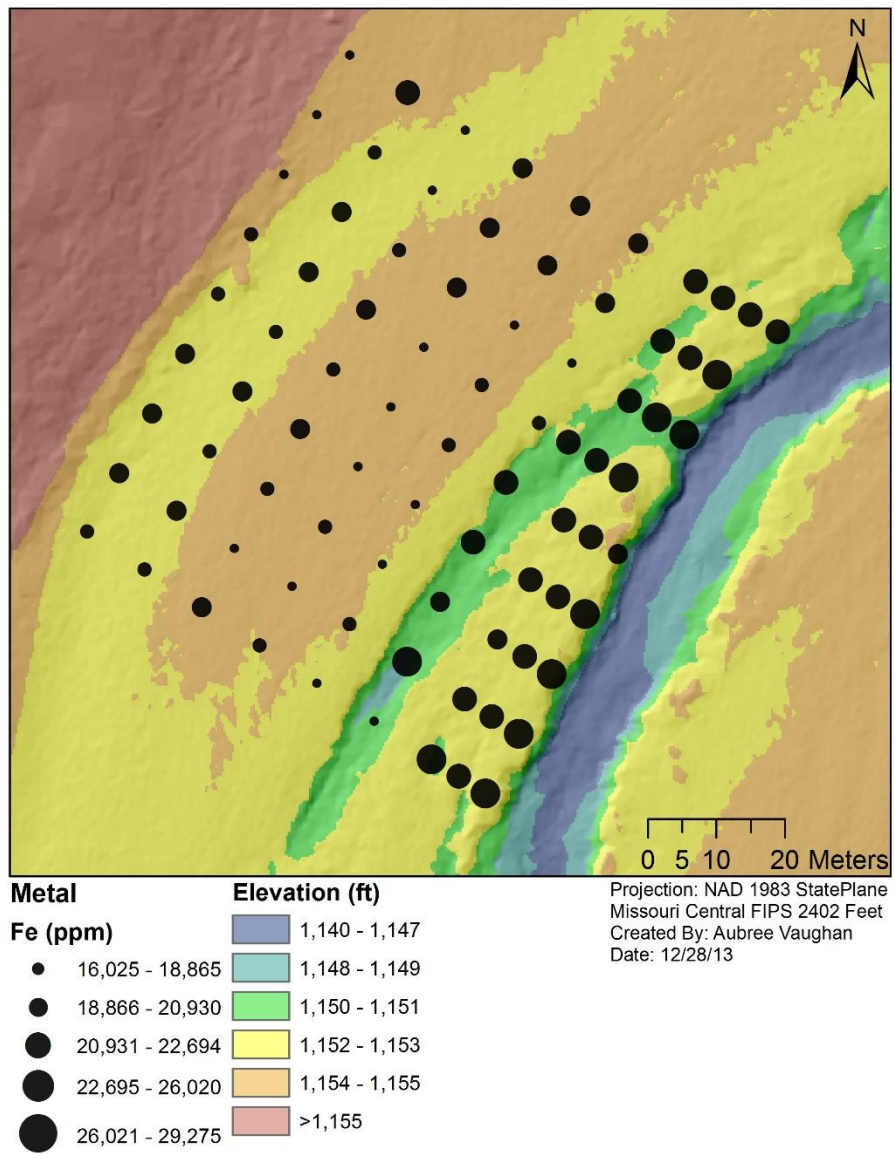 N
0 5 10 20 Meters
Metal
Fe (ppm)
16,025 - 18,865
18,866 - 20,930
20,931 - 22,694
22,695 - 26,020
26,021 - 29,275
Elevation (ft)
1,140 - 1,147
1,148 - 1,149
1,150 - 1,151
1,152 - 1,153
1,154 - 1,155
>1,155
Projection: NAD 1983 StatePlane
Missouri Central FIPS 2402 Feet
Created By: Aubree Vaughan
Date: 12/28/13